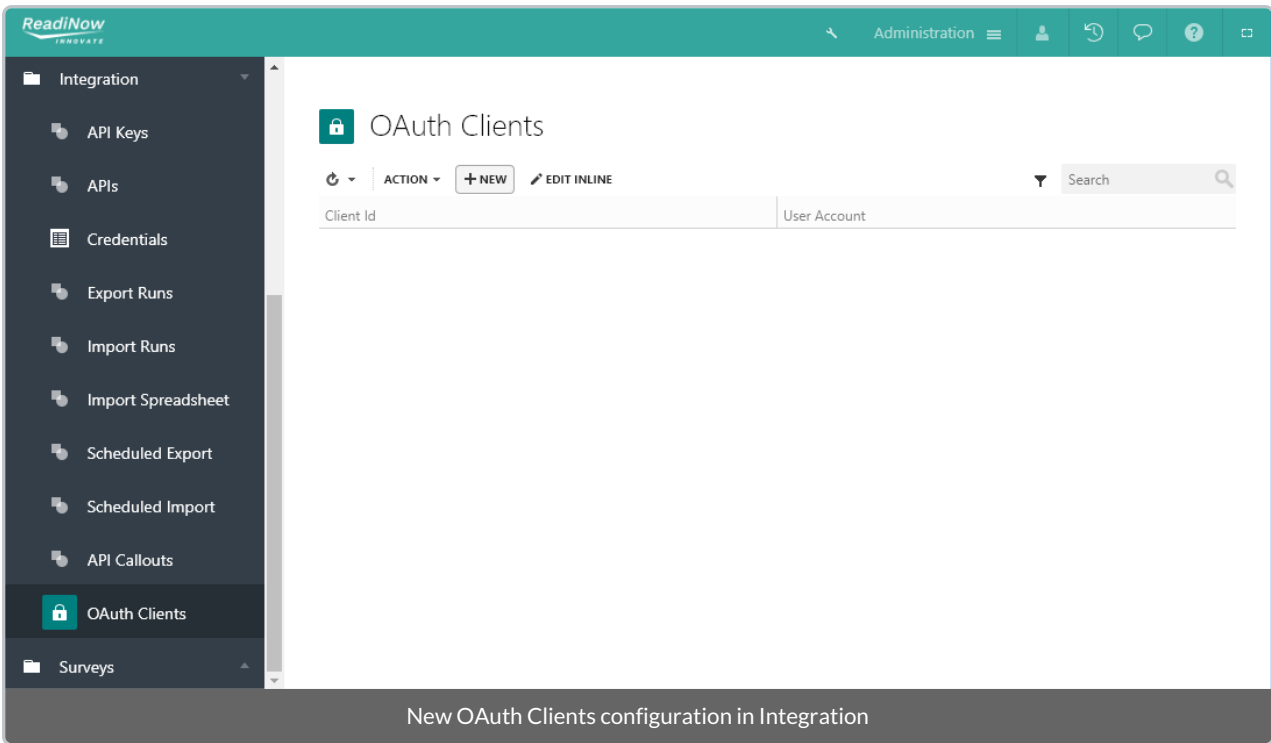 ReadiNow
INNOVATE
Administration
Integration
API Keys
APIs
Credentials
Export Runs
Import Runs
Import Spreadsheet
Scheduled Export
Scheduled Import
API Callouts
OAuth Clients
Surveys
OAuth Clients
ACTION + NEW EDIT INLINE Search
Client Id User Account
New OAuth Clients configuration in Integration